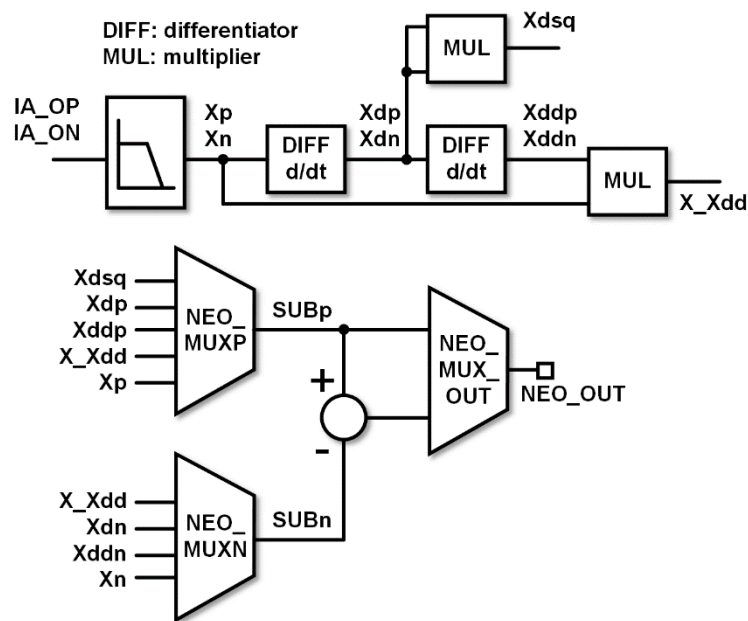 DIFF: differentiator
MUL: multiplier
Xdsq
MUL
IA_OP
IA_ON
Xp
Xn
DIFF
d/dt
Xdp
Xdn
DIFF
d/dt
Xddp
Xddn
MUL
X_Xdd
Xdsq
Xdp
Xddp
X_Xdd
Xp
NEO_
MUXP
SUBp
+
-
NEO_
MUX_
OUT
NEO_OUT
X_Xdd
Xdn
Xddn
Xn
NEO_
MUXN
SUBn